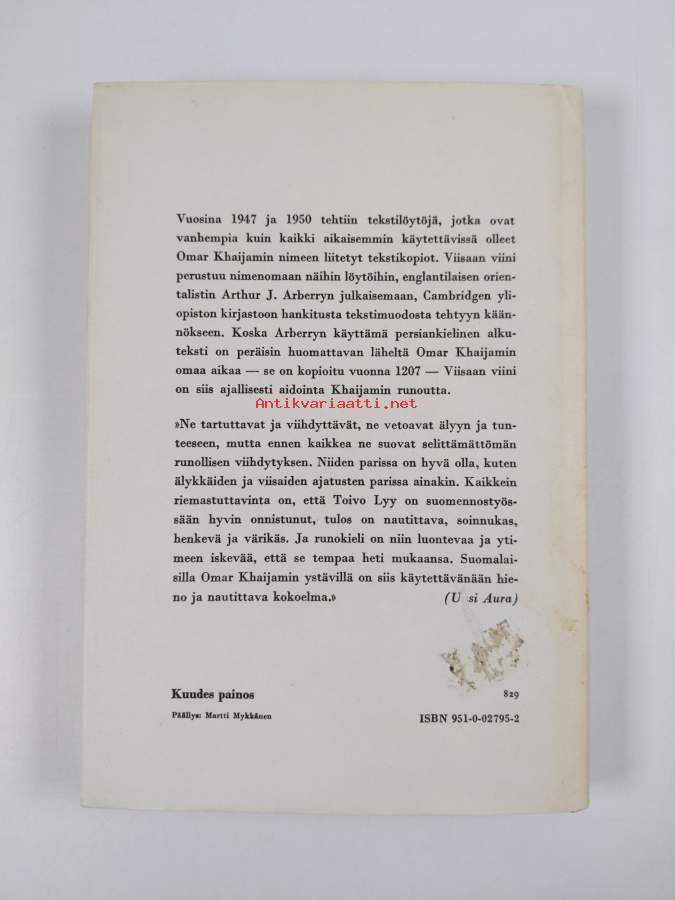 Vuosina 1947 ja 1950 tehtiin tekstilöytöjä, jotka ovat
vanhempia kuin kaikki aikaisemmin käytettävissä olleet
Omar Khaijamin nimeen liitetyt tekstikopiot. Viisaan viini
perustuu nimenomaan näihin löytöihin, englantilaisen orien-
talistin Arthur J. Arberryn julkaisemaan, Cambridgen yli-
opiston kirjastoon hankitusta tekstimuodosta tehtyyn kään-
nökseen. Koska Arberryn käyttämä persiankielinen alku-
teksti on peräisin huomattavan läheltä Omar Khaijamin
omaa aikaa — se on kopioitu vuonna 1207 — Viisaan viini
on siis ajallisesti aidointa Khaijamin runoutta.
Antikvariaatti.net
»Ne tartuttavat ja viihdyttävät, ne vetoavat älyyn ja tun-
teeseen, mutta ennen kaikkea ne suovat selittämättömän
runollisen viihdytyksen. Niiden parissa on hyvä olla, kuten
älykkäiden ja viisaiden ajatusten parissa ainakin. Kaikkein
riemastuttavinta on, että Toivo Lyy on suomennostyös-
sään hyvin onnistunut, tulos on nautittava, soinnukas,
henkevä ja värikäs. Ja runokieli on niin luontevaa ja yti-
meen iskevää, että se tempaa heti mukaansa. Suomalai-
silla Omar Khaijamin ystävillä on siis käytettävänään hie-
no ja nautittava kokoelma.» (Uusi Aura)
Kuudes painos 829
Päällys: Martti Mykkänen ISBN 951-0-02795-2